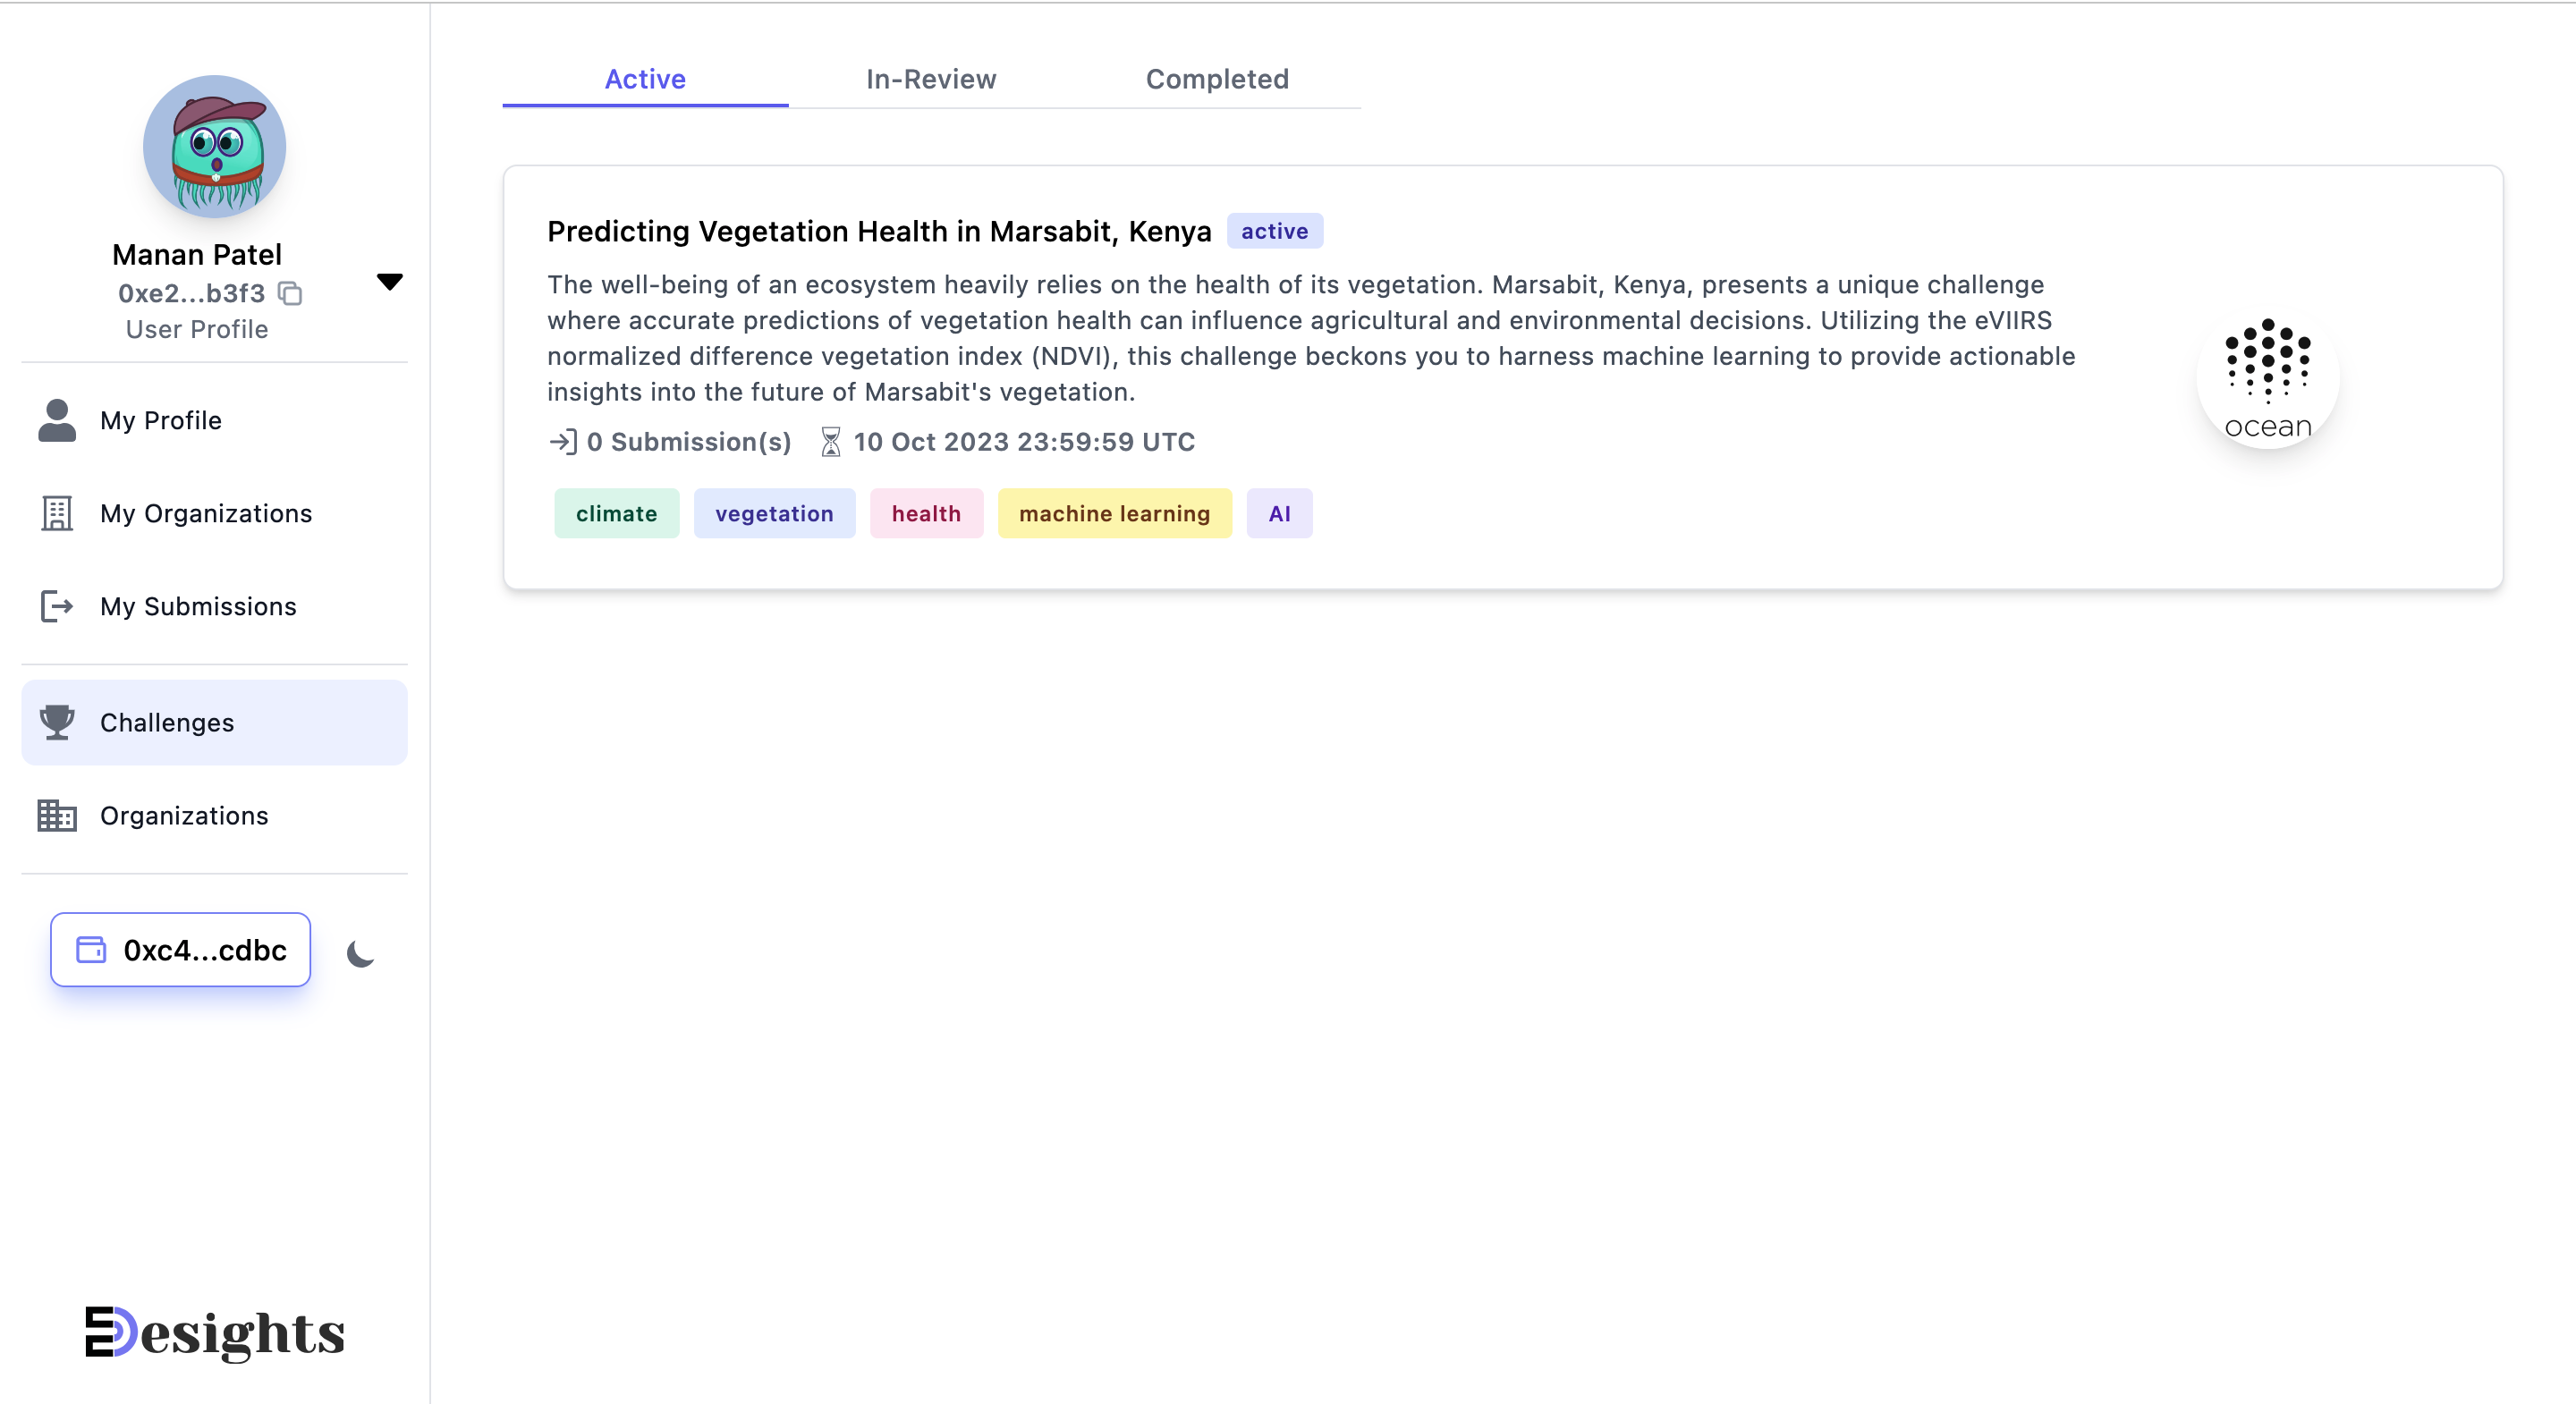 Manan Patel
0xe2...b3f3
User Profile
My Profile
My Organizations
My Submissions
Challenges
Organizations
0xc4...cdbc
Desights
Active
In-Review
Completed
Predicting Vegetation Health in Marsabit, Kenya active
The well-being of an ecosystem heavily relies on the health of its vegetation. Marsabit, Kenya, presents a unique challenge
where accurate predictions of vegetation health can influence agricultural and environmental decisions. Utilizing the eVIIRS
normalized difference vegetation index (NDVI), this challenge beckons you to harness machine learning to provide actionable
insights into the future of Marsabit's vegetation.
0 Submission(s) 10 Oct 2023 23:59:59 UTC
climate vegetation health machine learning AI
ocean